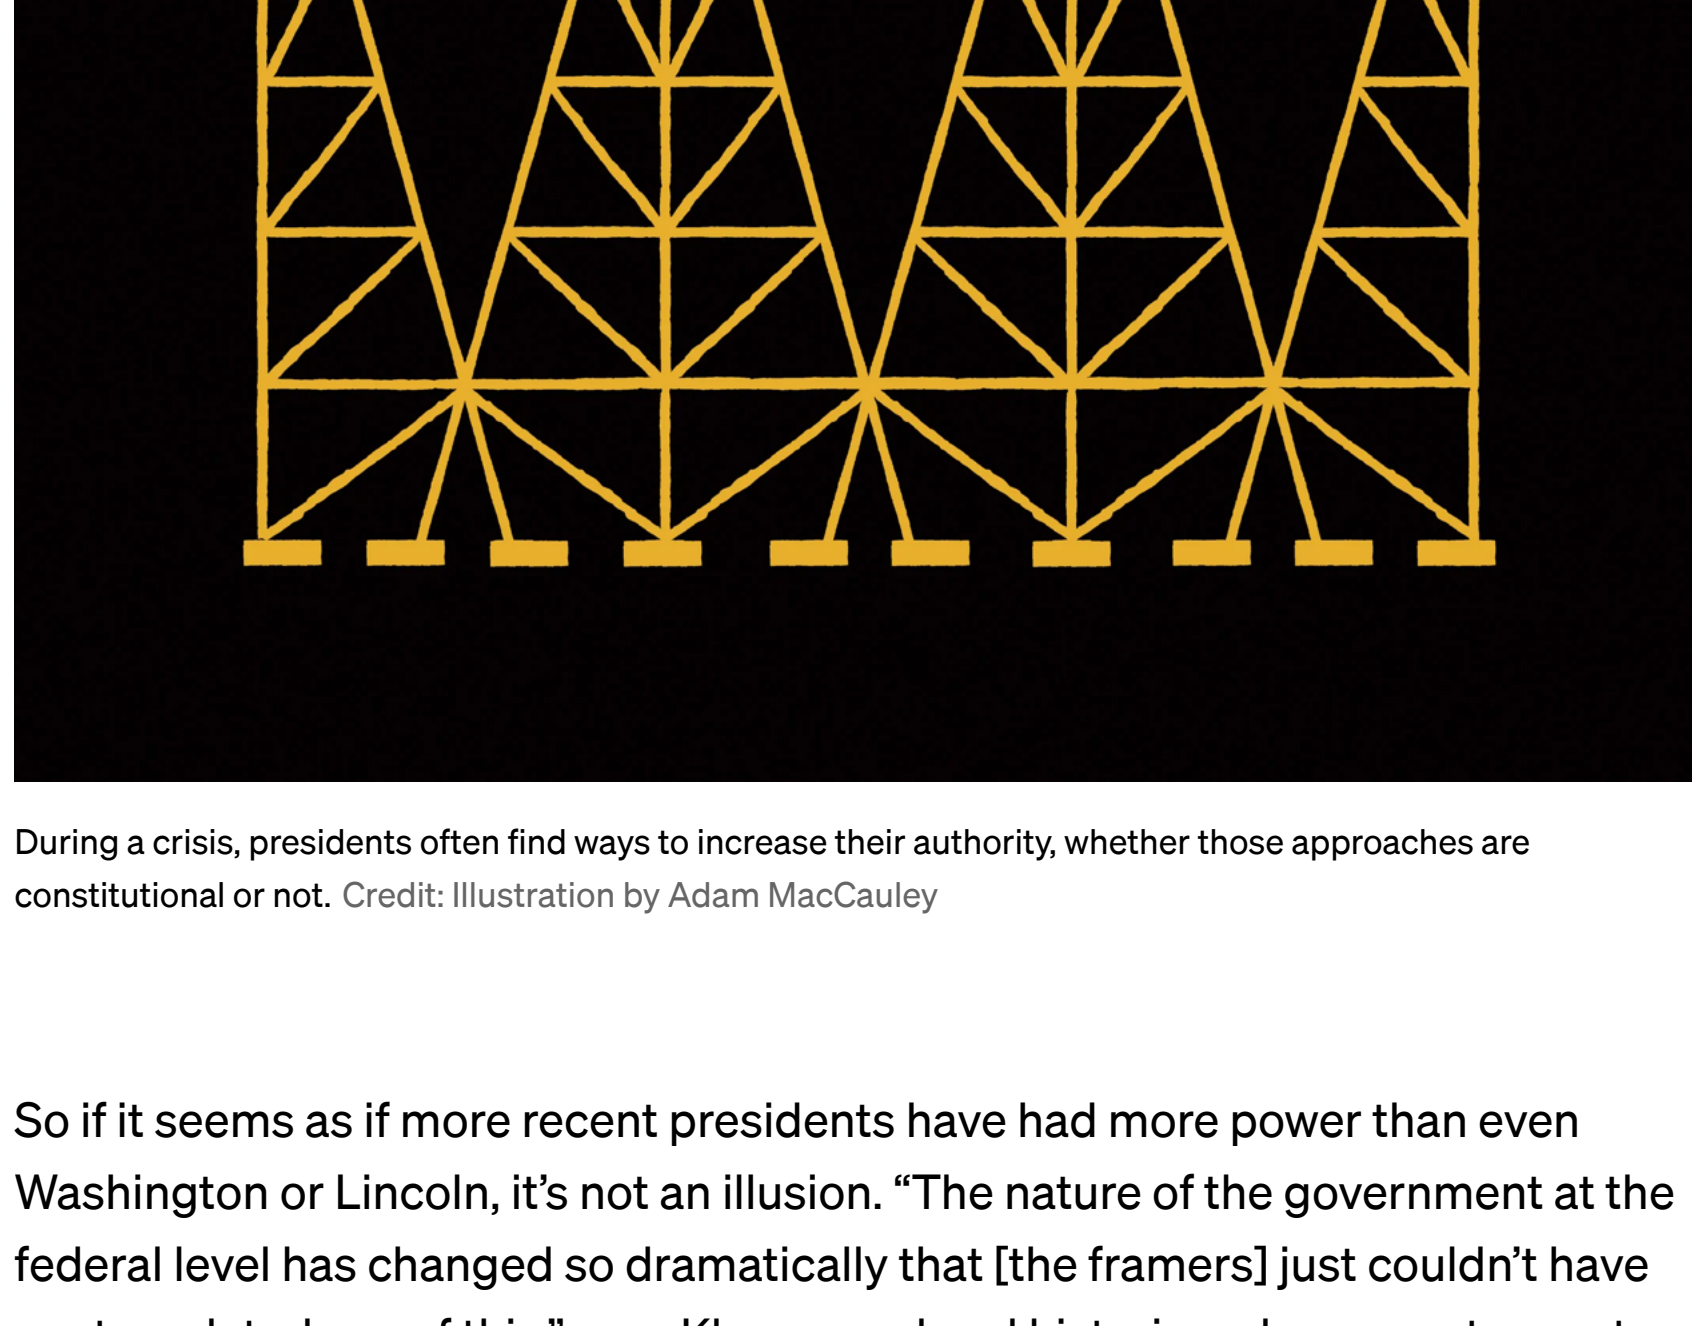 During a crisis, presidents often find ways to increase their authority, whether those approaches are
constitutional or not. Credit: Illustration by Adam MacCauley
So if it seems as if more recent presidents have had more power than even
Washington or Lincoln, it’s not an illusion. “The nature of the government at the
federal level has changed so dramatically that [the framers] just couldn’t have